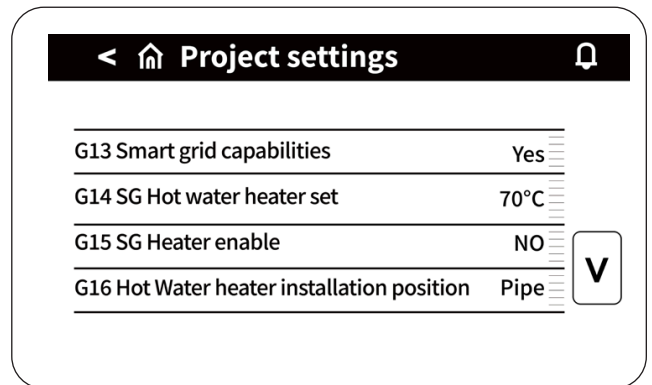 < Project settings
G13 Smart grid capabilities Yes
G14 SG Hot water heater set 70°C
G15 SG Heater enable NO
G16 Hot Water heater installation position Pipe
V